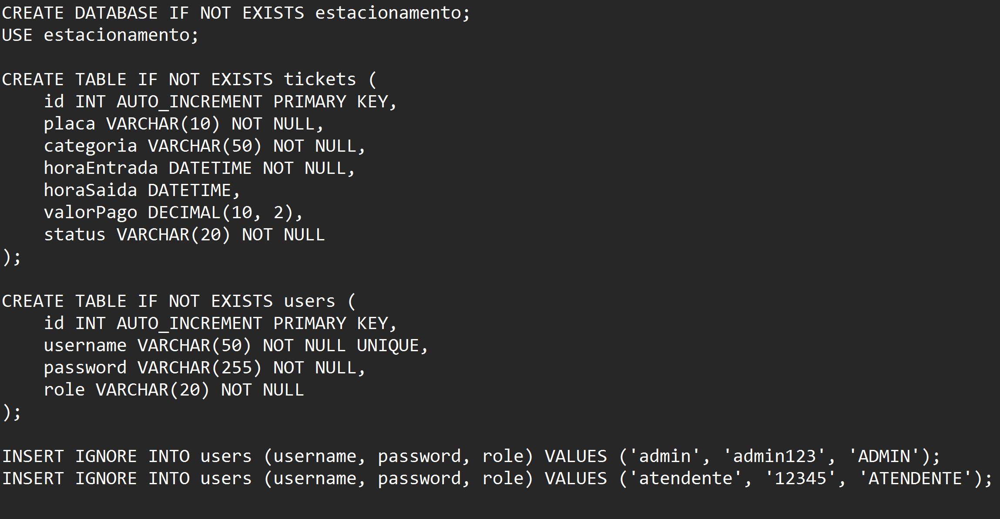 CREATE DATABASE IF NOT EXISTS estacionamento;
USE estacionamento;

CREATE TABLE IF NOT EXISTS tickets (
    id INT AUTO_INCREMENT PRIMARY KEY,
    placa VARCHAR(10) NOT NULL,
    categoria VARCHAR(50) NOT NULL,
    horaEntrada DATETIME NOT NULL,
    horaSaida DATETIME,
    valorPago DECIMAL(10, 2),
    status VARCHAR(20) NOT NULL
);

CREATE TABLE IF NOT EXISTS users (
    id INT AUTO_INCREMENT PRIMARY KEY,
    username VARCHAR(50) NOT NULL UNIQUE,
    password VARCHAR(255) NOT NULL,
    role VARCHAR(20) NOT NULL
);

INSERT IGNORE INTO users (username, password, role) VALUES ('admin', 'admin123', 'ADMIN');
INSERT IGNORE INTO users (username, password, role) VALUES ('atendente', '12345', 'ATENDENTE');